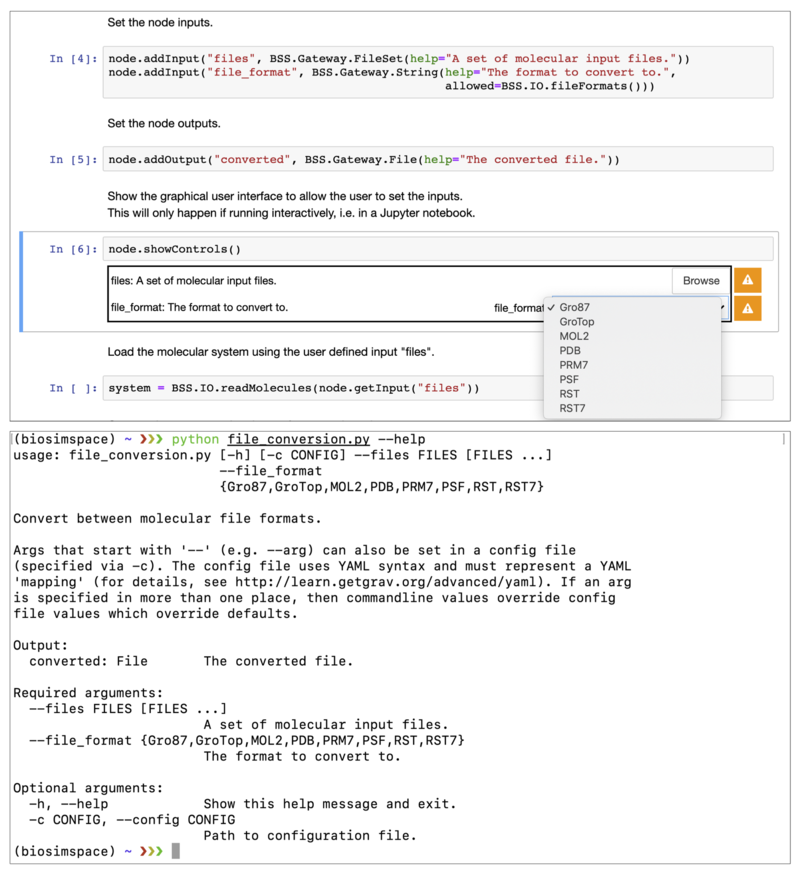 Set the node inputs.
In [4]: node.addInput("files", BSS.Gateway.FileSet(help="A set of molecular input files."))
node.addInput("file_format", BSS.Gateway.String(help="The format to convert to.",
allowed=BSS.IO.fileFormats()))
Set the node outputs.
In [5]: node.addOutput("converted", BSS.Gateway.File(help="The converted file."))
Show the graphical user interface to allow the user to set the inputs.
This will only happen if running interactively, i.e. in a Jupyter notebook.
In [6]: node.showControls()
files: A set of molecular input files. Browse
file_format: The format to convert to. file_format ✓ Gro87
GroTop
MOL2
PDB
PRM7
PSF
RST
RST7
Load the molecular system using the user defined input "files".
In [ ]: system = BSS.IO.readMolecules(node.getInput("files"))
(biosimspace) ~ ❯❯❯ python file_conversion.py --help
usage: file_conversion.py [-h] [-c CONFIG] --files FILES [FILES ...]
--file_format
{Gro87,GroTop,MOL2,PDB,PRM7,PSF,RST,RST7}
Convert between molecular file formats.
Args that start with '--' (e.g. --arg) can also be set in a config file
(specified via -c). The config file uses YAML syntax and must represent a YAML
'mapping' (for details, see http://learn.getgrav.org/advanced/yaml). If an arg
is specified in more than one place, then commandline values override config
file values which override defaults.
Output:
converted: File The converted file.
Required arguments:
--files FILES [FILES ...]
A set of molecular input files.
--file_format {Gro87,GroTop,MOL2,PDB,PRM7,PSF,RST,RST7}
The format to convert to.
Optional arguments:
-h, --help Show this help message and exit.
-c CONFIG, --config CONFIG
Path to configuration file.
(biosimspace) ~ ❯❯❯